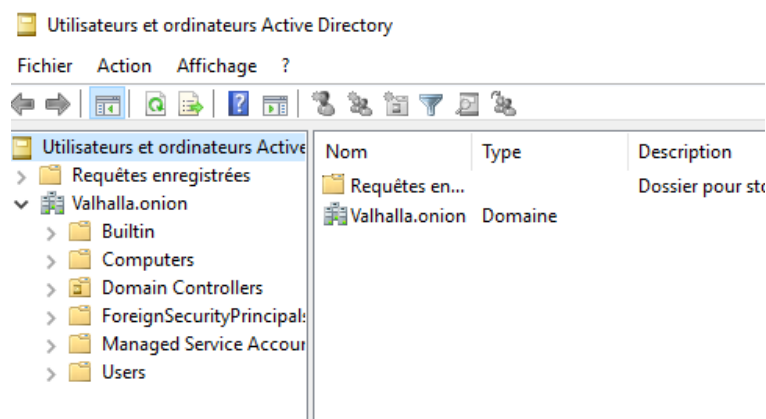 Utilisateurs et ordinateurs Active Directory
Fichier Action Affichage ?
Utilisateurs et ordinateurs Active
Requêtes enregistrées
Valhalla.onion
Builtin
Computers
Domain Controllers
ForeignSecurityPrincipals
Managed Service Accour
Users
Nom Type Description
Requêtes en... Dossier pour sto
Valhalla.onion Domaine